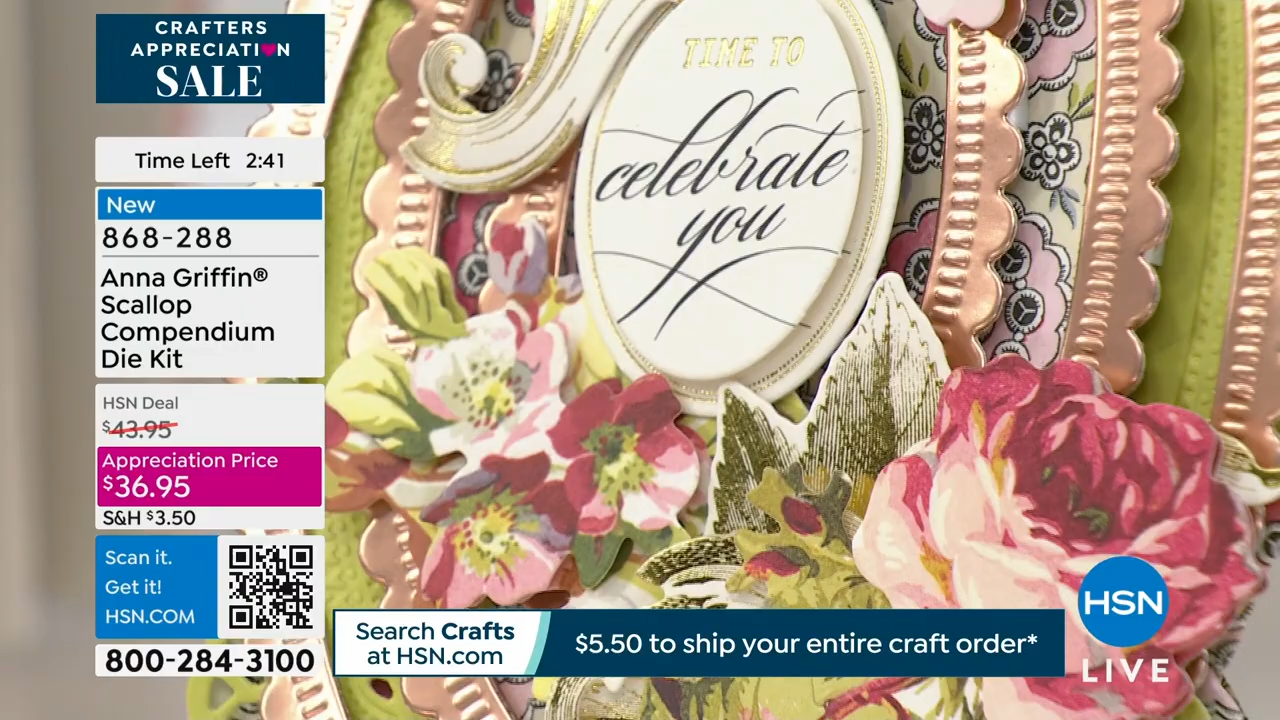 CRAFTERS
APPRECIATION
SALE
Time Left 2:41
New
868-288
Anna Griffin®
Scallop
Compendium
Die Kit
HSN Deal
$43.95
Appreciation Price
$36.95
S&H $3.50
Scan it.
Get it!
HSN.COM
800-284-3100
TIME TO
celebrate
you
Search Crafts
at HSN.com
$5.50 to ship your entire craft order*
HSN
LIVE